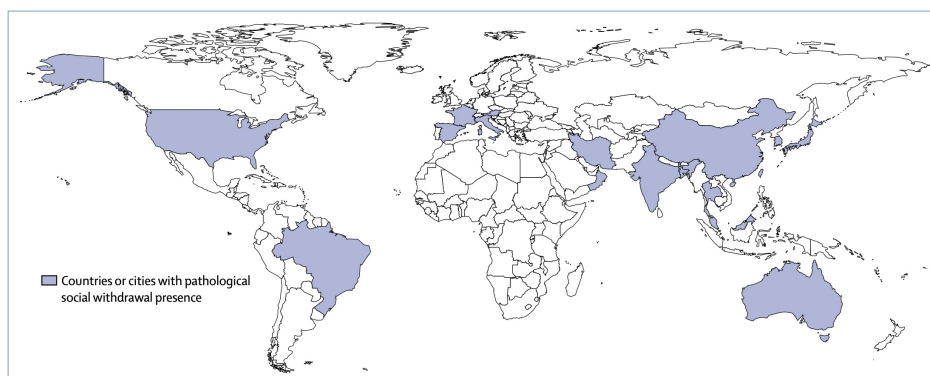 Countries or cities with pathological
social withdrawal presence